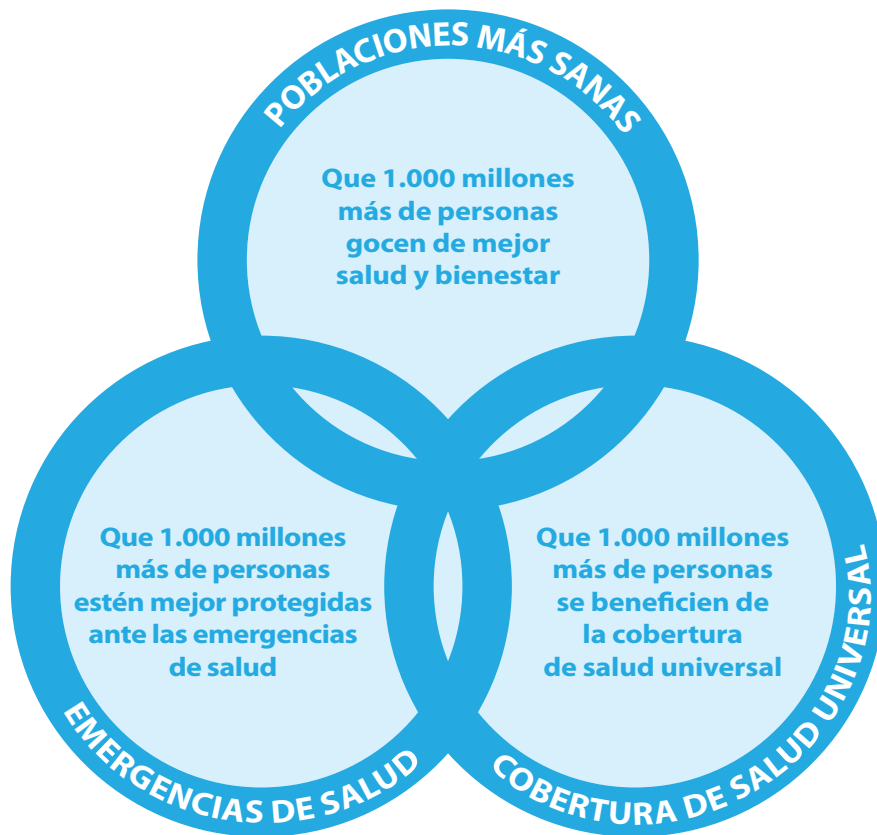 POBLACIONES MÁS SANAS
Que 1.000 millones
más de personas
gocen de mejor
salud y bienestar
Que 1.000 millones
más de personas
estén mejor protegidas
ante las emergencias
de salud
EMERGENCIAS DE SALUD
Que 1.000 millones
más de personas
se beneficien de
la cobertura
de salud universal
COBERTURA DE SALUD UNIVERSAL